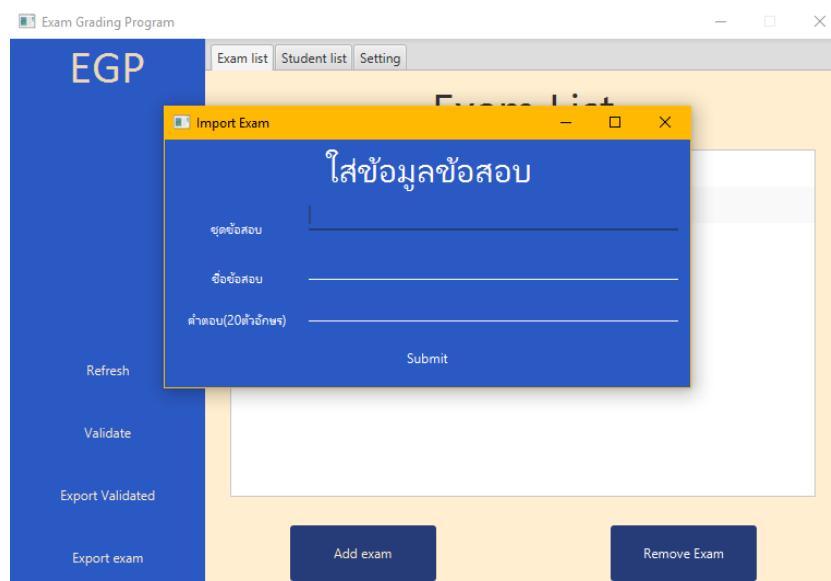 Exam Grading Program
EGP
Exam list Student list Setting
Exam List
Import Exam
ใส่ข้อมูลข้อสอบ
ชุดข้อสอบ
ชื่อข้อสอบ
คำตอบ(20ตัวอักษร)
Submit
Refresh
Validate
Export Validated
Export exam
Add exam
Remove Exam